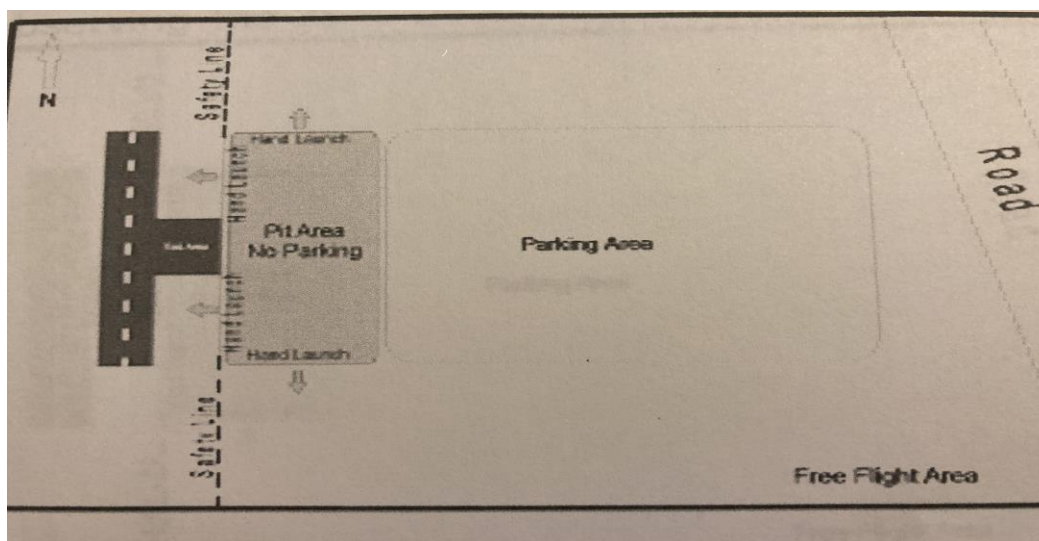 N
Safety Line
Hand Launch
Hand Launch
Pit Area
No Parking
Hand Launch
Hand Launch
Safety Line
Parking Area
Road
Free Flight Area